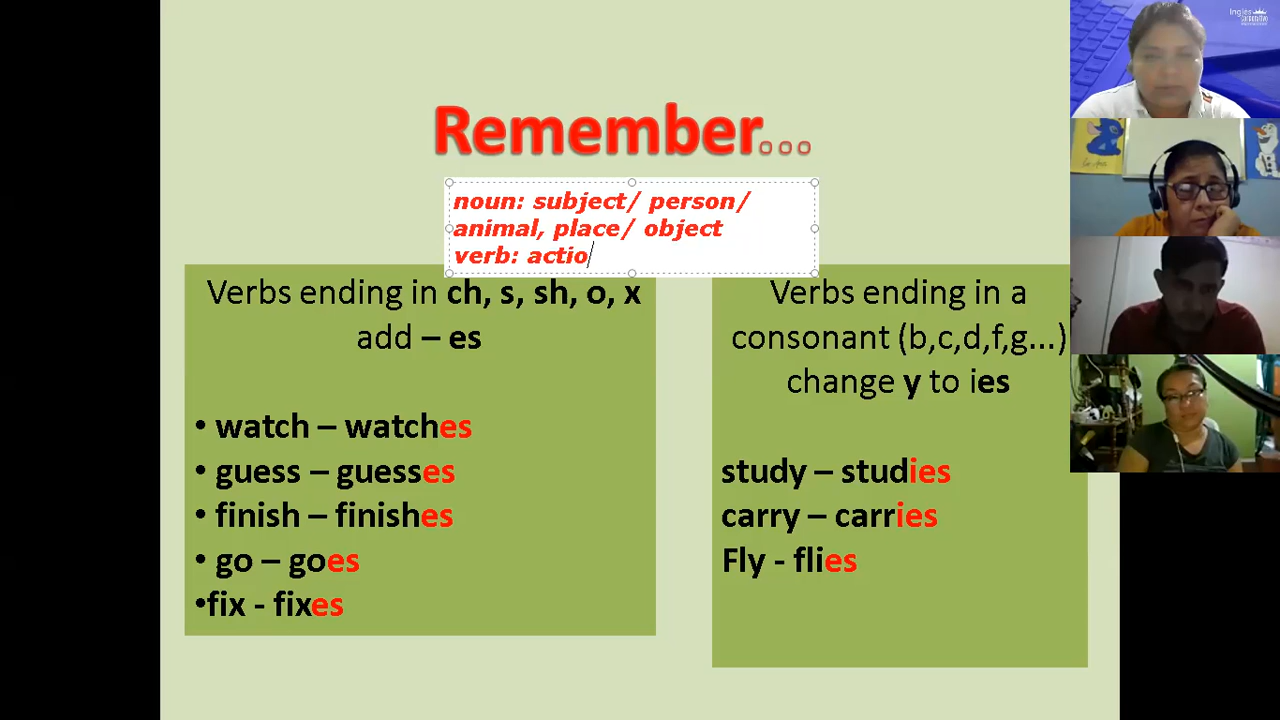 Remember...
noun: subject/ person/
animal, place/ object
verb: actio
Verbs ending in ch, s, sh, o, x
add – es
• watch – watches
• guess – guesses
• finish – finishes
• go – goes
•fix - fixes
Verbs ending in a
consonant (b,c,d,f,g...)
change y to ies
study – studies
carry – carries
Fly - flies
Ingles